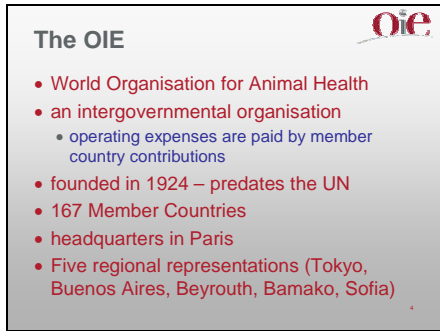 oie
The OIE
• World Organisation for Animal Health
• an intergovernmental organisation
• operating expenses are paid by member
country contributions
• founded in 1924 – predates the UN
• 167 Member Countries
• headquarters in Paris
• Five regional representations (Tokyo,
Buenos Aires, Beyrouth, Bamako, Sofia)
4